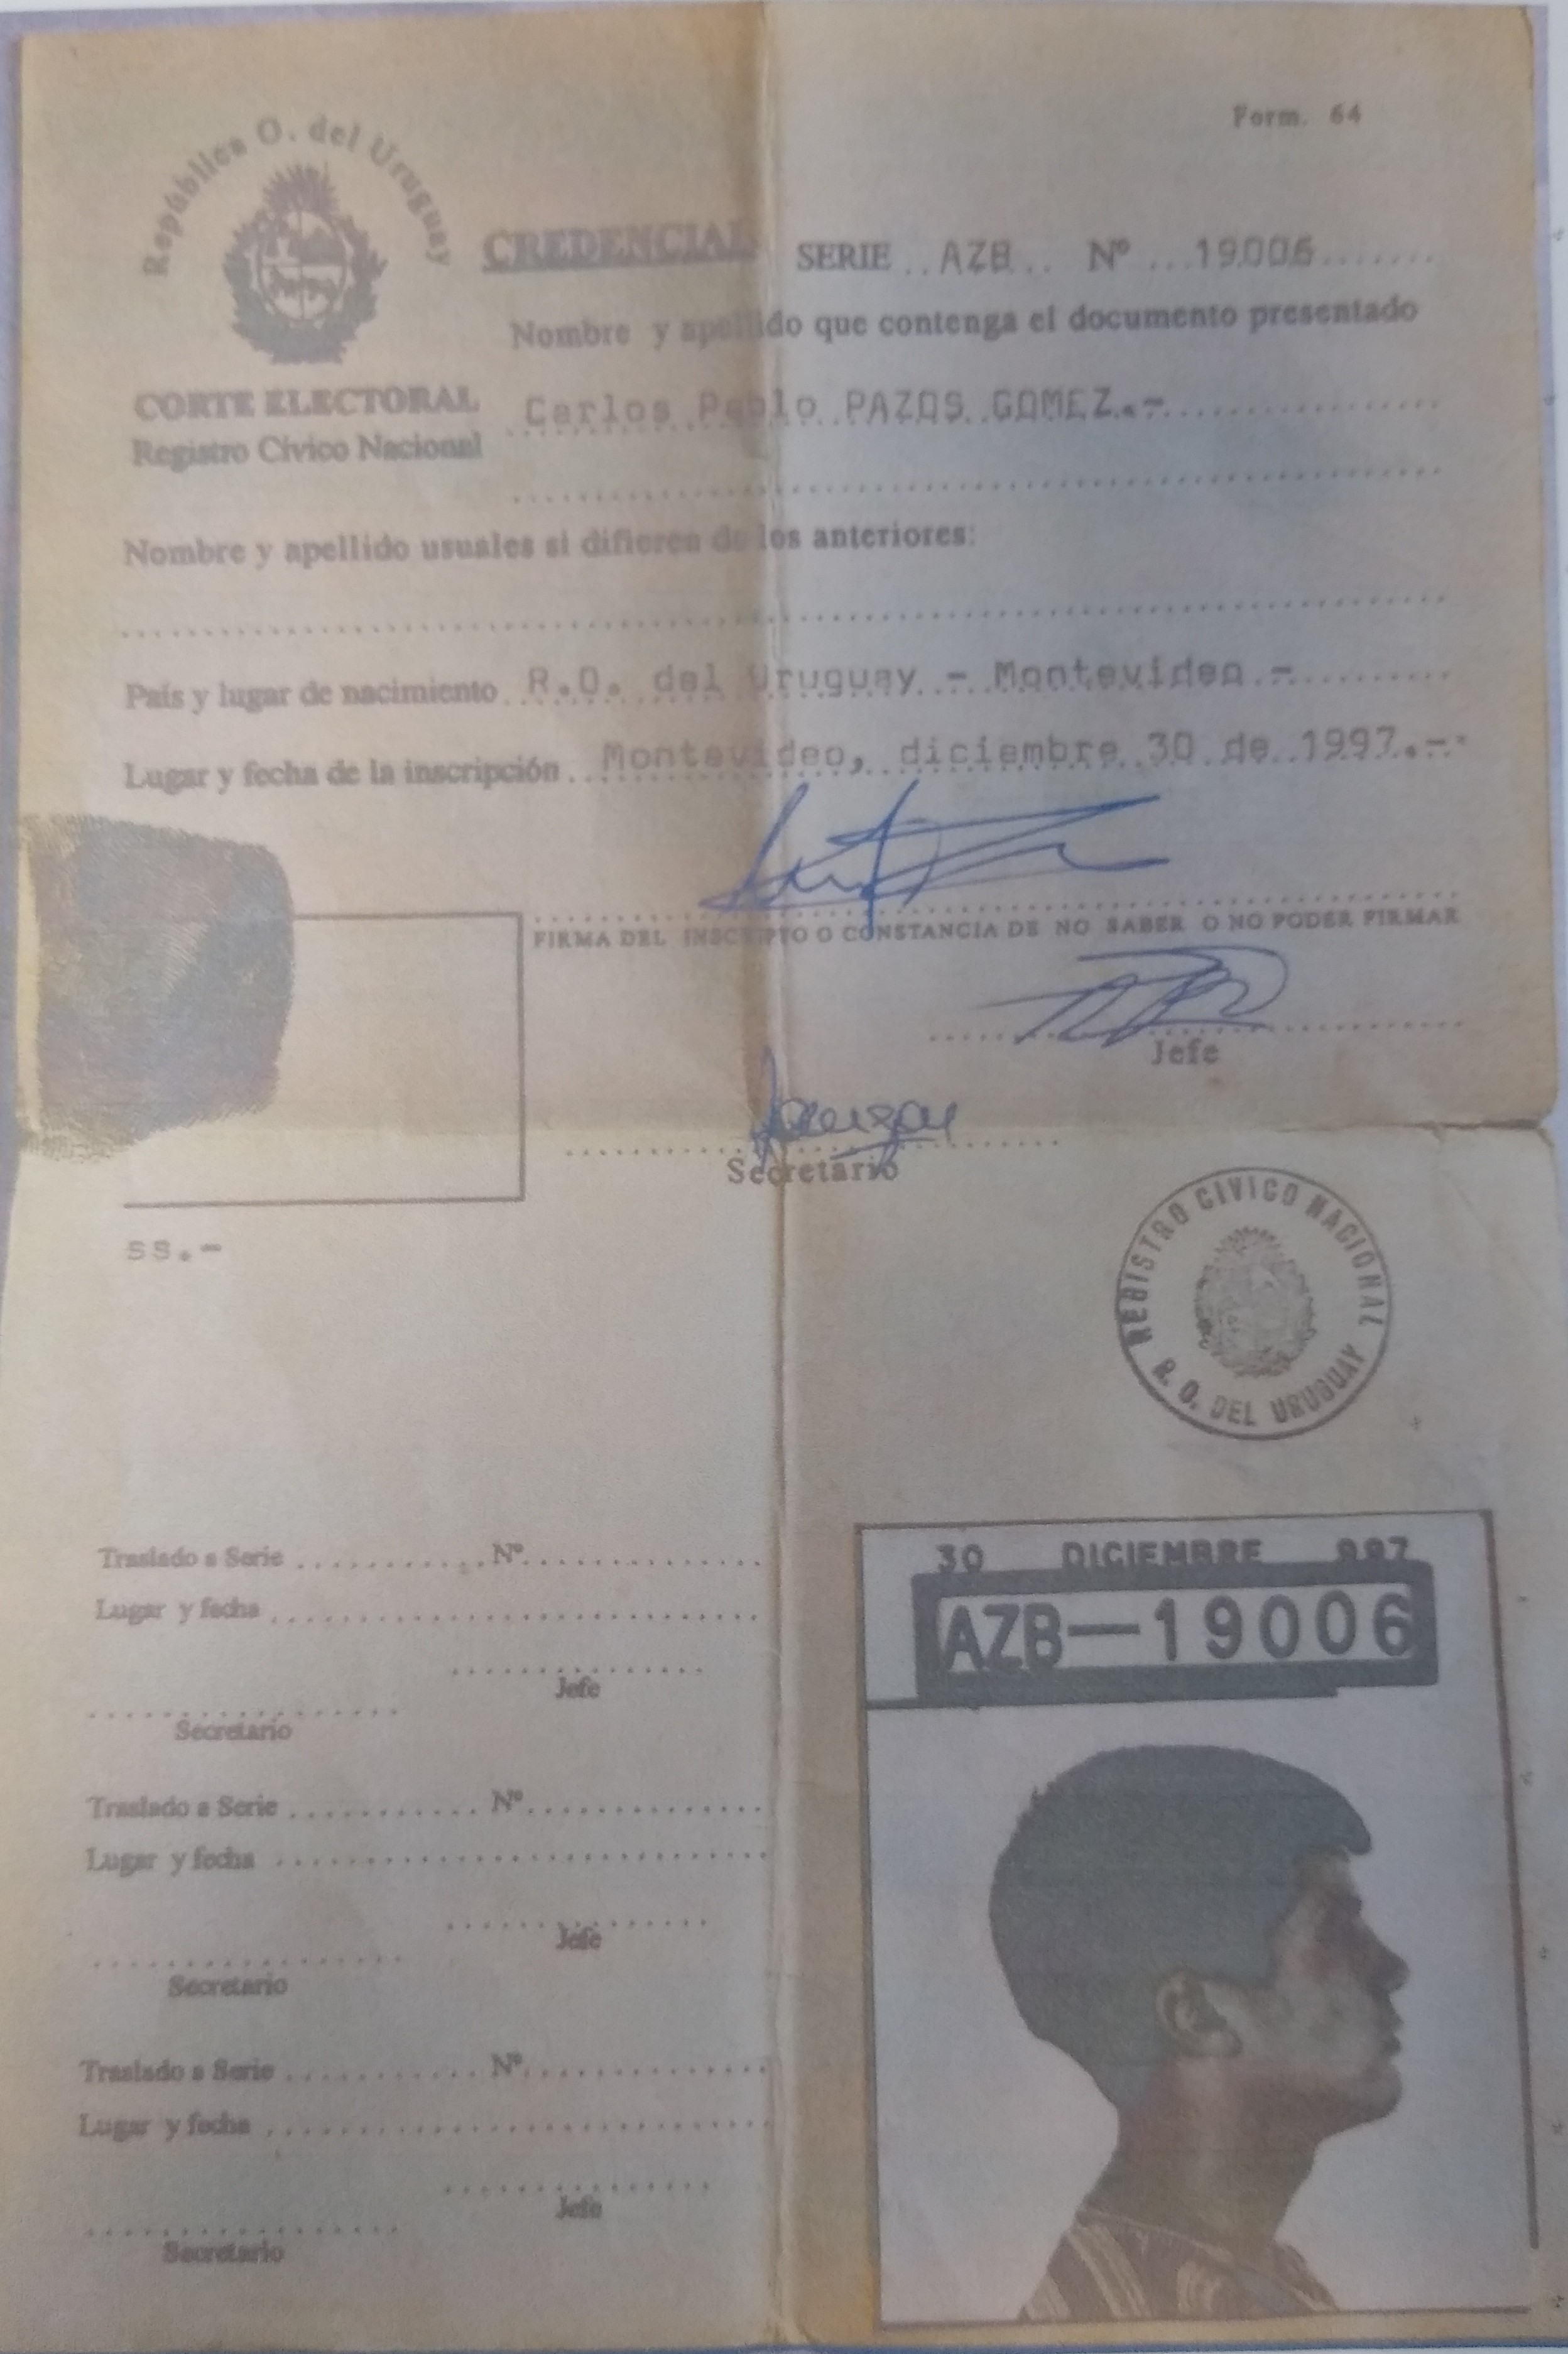 Form. 64
República O. del Uruguay
CREDENCIAL SERIE ..AZB.. Nº ...19006.......
Nombre y apellido que contenga el documento presentado
CORTE ELECTORAL
Carlos Pablo PAZOS GOMEZ.-
Registro Cívico Nacional
Nombre y apellido usuales si difieren de los anteriores:
País y lugar de nacimiento R.O. del Uruguay - Montevideo.-
Lugar y fecha de la inscripción Montevideo, diciembre 30 de 1997.-
FIRMA DEL INSCRIPTO O CONSTANCIA DE NO SABER O NO PODER FIRMAR
Jefe
Secretario
ss.-
REGISTRO CIVICO NACIONAL
R. O. DEL URUGUAY
Traslado a Serie Nº
Lugar y fecha
Jefe
Secretario
Traslado a Serie Nº
Lugar y fecha
Jefe
Secretario
Traslado a Serie Nº
Lugar y fecha
Jefe
Secretario
30 DICIEMBRE 997
AZB—19006